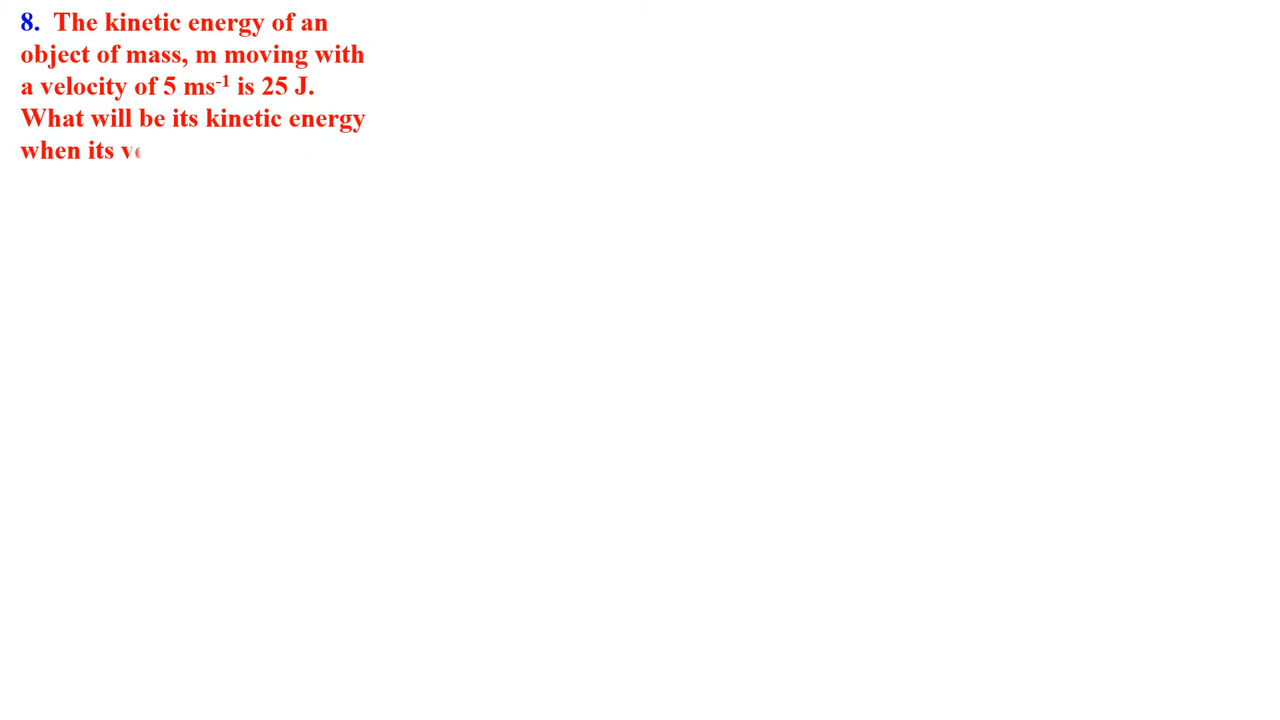 8. The kinetic energy of an
object of mass, m moving with
a velocity of 5 ms⁻¹ is 25 J.
What will be its kinetic energy
when its